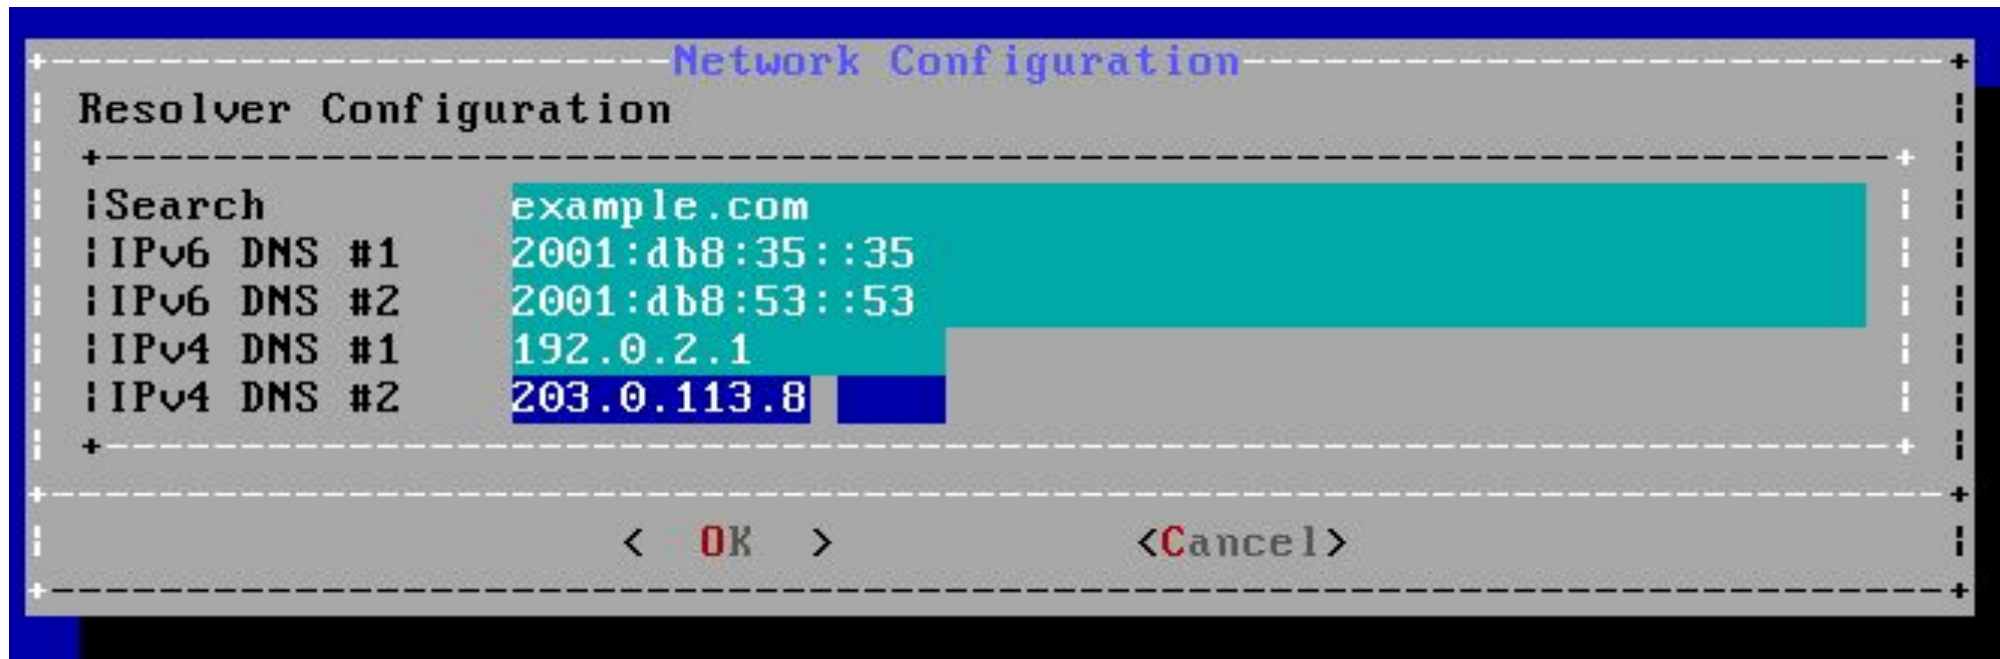 Network Configuration
Resolver Configuration
Search example.com
IPv6 DNS #1 2001:db8:35::35
IPv6 DNS #2 2001:db8:53::53
IPv4 DNS #1 192.0.2.1
IPv4 DNS #2 203.0.113.8
< OK > <Cancel>